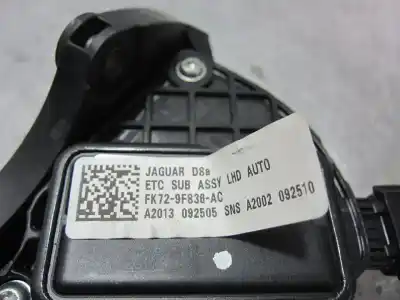 JAGUAR D8a
ETC SUB ASSY LHD AUTO
FK72-9F836-AC
A2013 092505 SNS A2002 092510